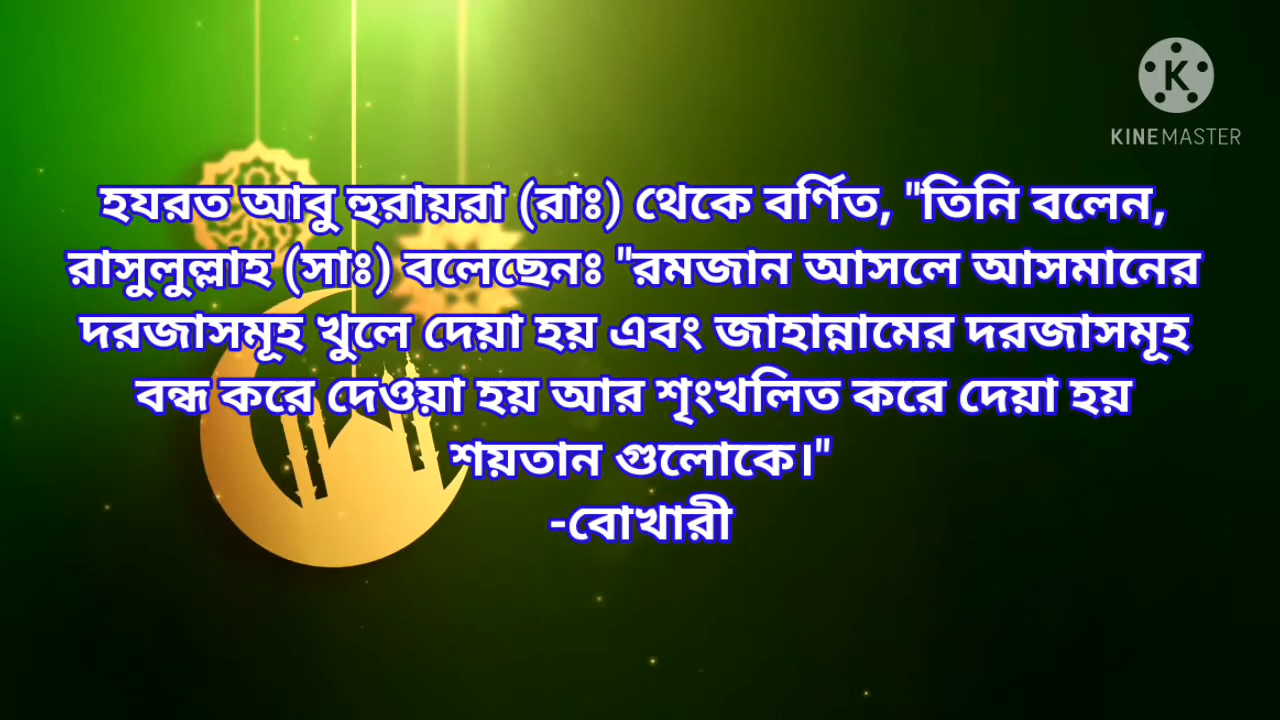 K
KINEMASTER
হযরত আবু হুরায়রা (রাঃ) থেকে বর্ণিত, "তিনি বলেন,
রাসুলুল্লাহ (সাঃ) বলেছেনঃ "রমজান আসলে আসমানের
দরজাসমূহ খুলে দেয়া হয় এবং জাহান্নামের দরজাসমূহ
বন্ধ করে দেওয়া হয় আর শৃংখলিত করে দেয়া হয়
শয়তান গুলোকে।"
-বোখারী